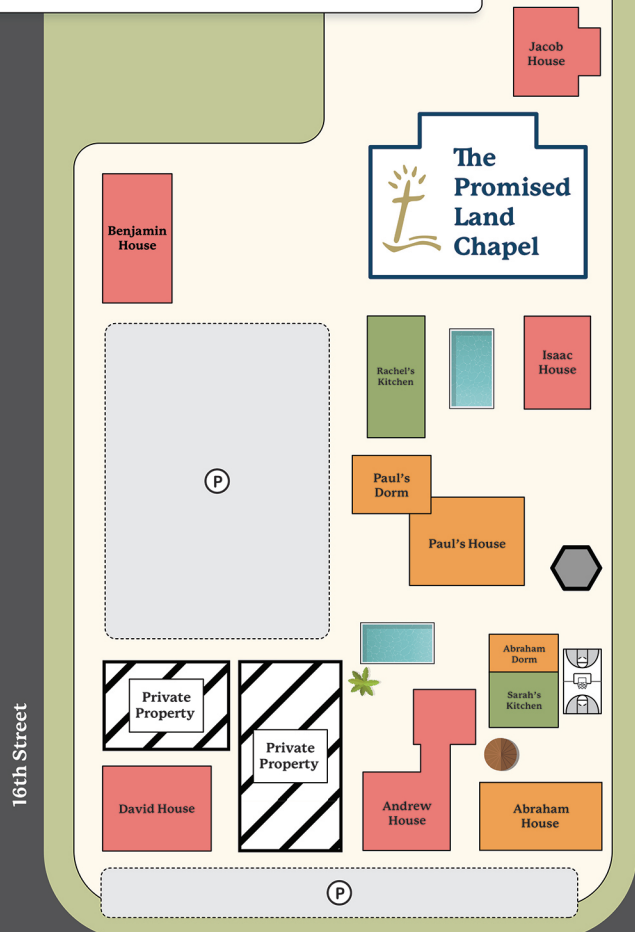 Jacob
House
The
Promised
Land
Chapel
Benjamin
House
Rachel's
Kitchen
Isaac
House
Paul's
Dorm
P
Paul's House
Abraham
Dorm
Sarah's
Kitchen
Private
Property
Private
Property
16th Street
David House
Andrew
House
Abraham
House
P